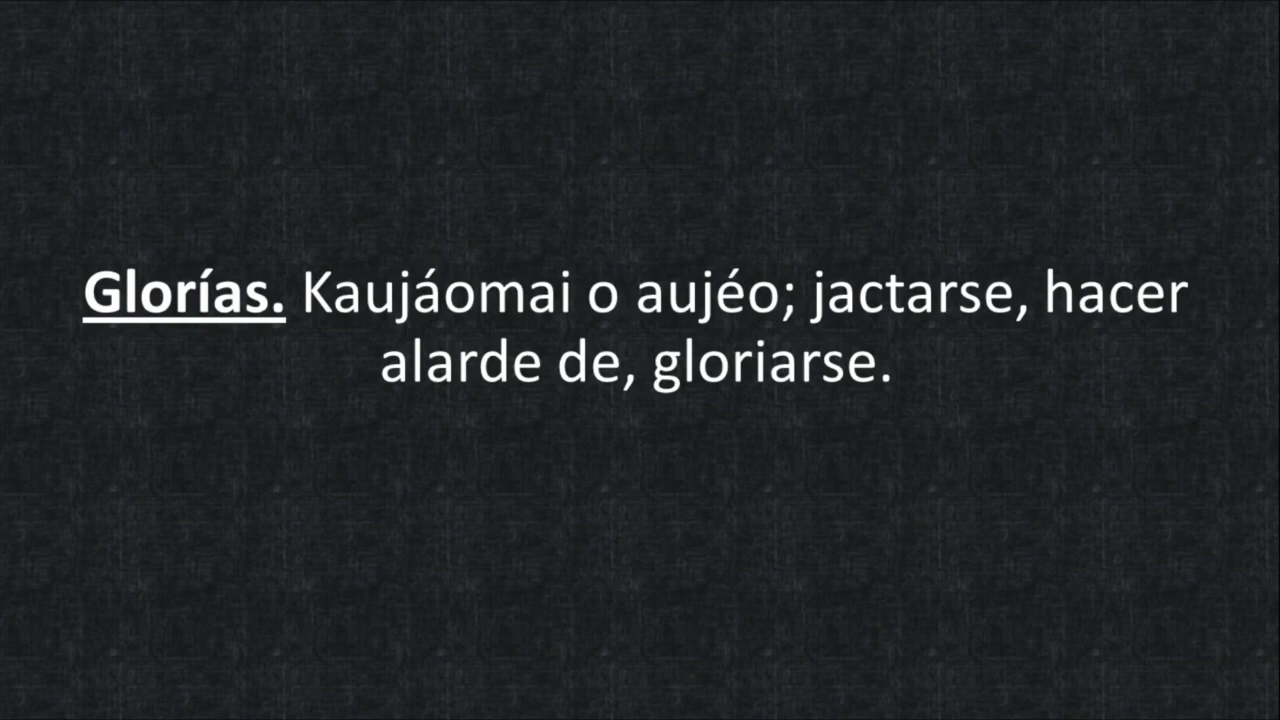 Glorías. Kaujáomai o aujéo; jactarse, hacer
alarde de, gloriarse.